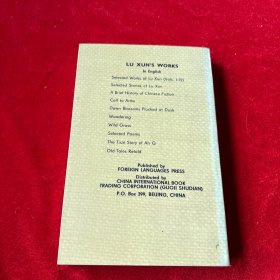 LU XUN'S WORKS
in English
Selected Works of Lu Xun (Vols. I-IV)
Selected Stories of Lu Xun
A Brief History of Chinese Fiction
Call to Arms
Dawn Blossoms Plucked at Dusk
Wandering
Wild Grass
Selected Poems
The True Story of Ah Q
Old Tales Retold
Published by
FOREIGN LANGUAGES PRESS
Distributed by
CHINA INTERNATIONAL BOOK
TRADING CORPORATION (GUOJI SHUDIAN)
P.O. Box 399, BEIJING, CHINA